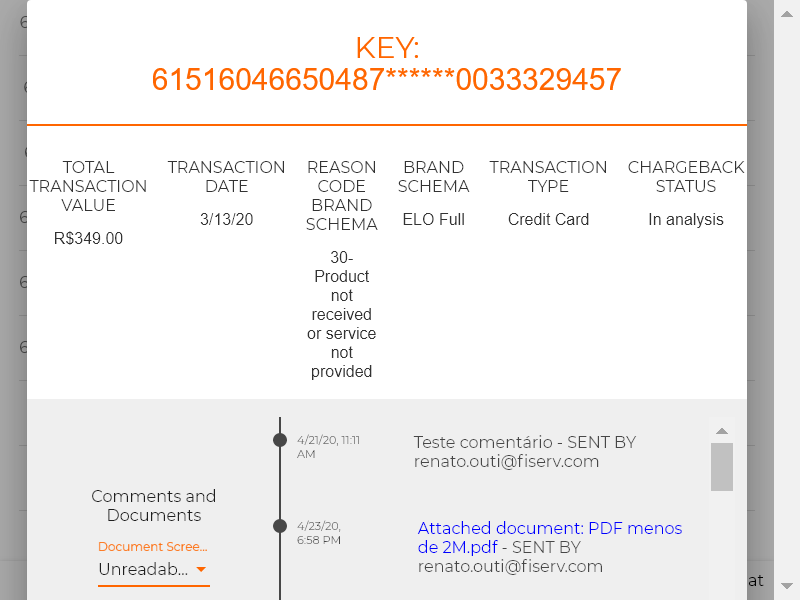 KEY:
61516046650487******0033329457
TOTAL
TRANSACTION
VALUE
R$349.00
TRANSACTION
DATE
3/13/20
REASON
CODE
BRAND
SCHEMA
30-
Product
not
received
or service
not
provided
BRAND
SCHEMA
ELO Full
TRANSACTION
TYPE
Credit Card
CHARGEBACK
STATUS
In analysis
Comments and
Documents
Document Scree...
Unreadab...
4/21/20, 11:11
AM
Teste comentário - SENT BY
renato.outi@fiserv.com
4/23/20,
6:58 PM
Attached document: PDF menos
de 2M.pdf - SENT BY
renato.outi@fiserv.com
at